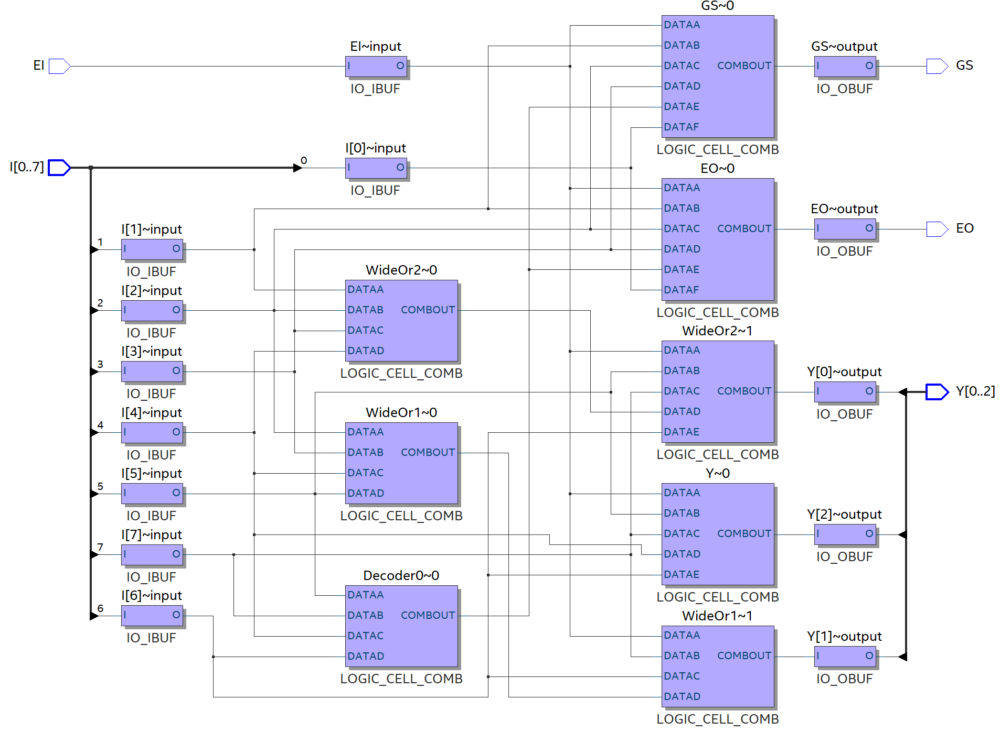 GS~0
DATAA
DATAB
DATAC COMBOUT
DATAD
DATAE
DATAF
LOGIC_CELL_COMB
EI
EI~input
I O
IO_IBUF
GS~output
I O
IO_OBUF
GS
I[0..7]
0
I[0]~input
I O
IO_IBUF
EO~0
DATAA
DATAB
DATAC COMBOUT
DATAD
DATAE
DATAF
LOGIC_CELL_COMB
EO~output
I O
IO_OBUF
EO
1
I[1]~input
I O
IO_IBUF
2
I[2]~input
I O
IO_IBUF
3
I[3]~input
I O
IO_IBUF
4
I[4]~input
I O
IO_IBUF
5
I[5]~input
I O
IO_IBUF
7
I[7]~input
I O
IO_IBUF
6
I[6]~input
I O
IO_IBUF
WideOr2~0
DATAA
DATAB COMBOUT
DATAC
DATAD
LOGIC_CELL_COMB
WideOr1~0
DATAA
DATAB COMBOUT
DATAC
DATAD
LOGIC_CELL_COMB
Decoder0~0
DATAA
DATAB COMBOUT
DATAC
DATAD
LOGIC_CELL_COMB
WideOr2~1
DATAA
DATAB
DATAC COMBOUT
DATAD
DATAE
LOGIC_CELL_COMB
Y[0]~output
I O
IO_OBUF
Y[0..2]
Y~0
DATAA
DATAB
DATAC COMBOUT
DATAD
DATAE
LOGIC_CELL_COMB
Y[2]~output
I O
IO_OBUF
WideOr1~1
DATAA
DATAB COMBOUT
DATAC
DATAD
LOGIC_CELL_COMB
Y[1]~output
I O
IO_OBUF